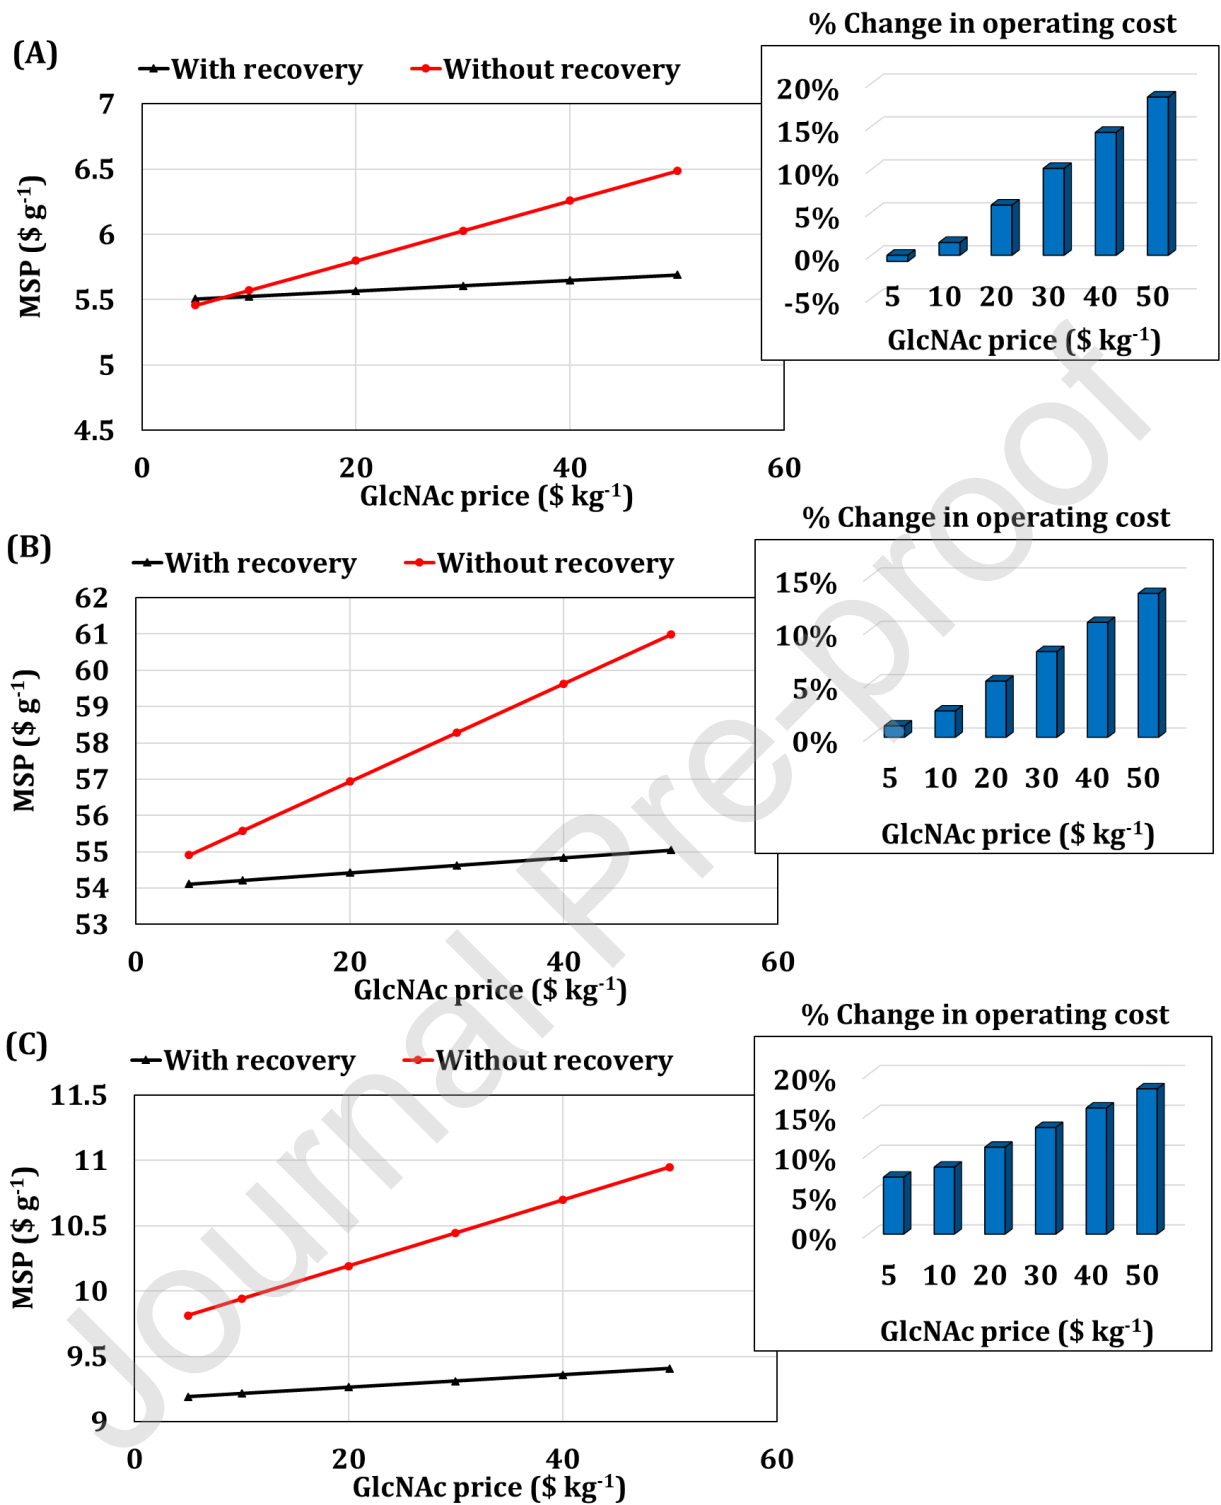 % Change in operating cost
(A)
With recovery
Without recovery
7
6.5
6
5.5
5
4.5
MSP ($ g-1)
0
20
40
60
GlcNAc price ($ kg-1)
20%
15%
10%
5%
0%
-5%
5 10 20 30 40 50
GlcNAc price ($ kg-1)
% Change in operating cost
(B)
With recovery
Without recovery
62
61
60
59
58
57
56
55
54
53
MSP ($ g-1)
0
20
40
60
GlcNAc price ($ kg-1)
15%
10%
5%
0%
5 10 20 30 40 50
GlcNAc price ($ kg-1)
% Change in operating cost
(C)
With recovery
Without recovery
11.5
11
10.5
10
9.5
9
MSP ($ g-1)
0
20
40
60
GlcNAc price ($ kg-1)
20%
15%
10%
5%
0%
5 10 20 30 40 50
GlcNAc price ($ kg-1)
Journal Pre-proof